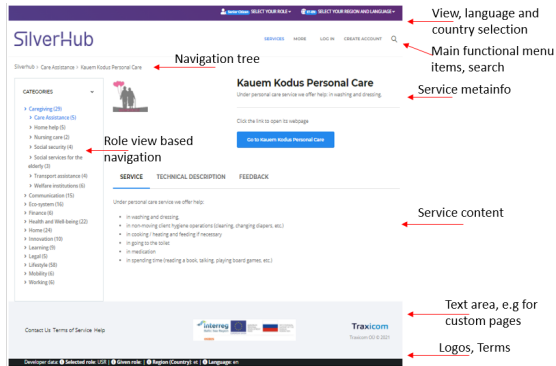 Senior Citizen SELECT YOUR ROLE
SELECT YOUR REGION AND LANGUAGE
View, language and
country selection
SilverHub
SERVICES MORE LOG IN CREATE ACCOUNT
Main functional menu
items, search
SilverHub > Care Assistance > Kauem Kodus Personal Care
Navigation tree
CATEGORIES
Kauem Kodus Personal Care
Under personal care service we offer help: in washing and dressing.
Service metainfo
Click the link to open its webpage
Go to Kauem Kodus Personal Care
Caregiving (29)
Care Assistance (5)
Home help (5)
Nursing care (2)
Social security (4)
Social services for the
elderly (3)
Transport assistance (4)
Welfare institutions (6)
Communication (15)
Eco-system (16)
Finance (6)
Health and Well-being (22)
Home (24)
Innovation (10)
Learning (9)
Legal (5)
Lifestyle (58)
Mobility (6)
Working (6)
Role view based
navigation
SERVICE TECHNICAL DESCRIPTION FEEDBACK
Under personal care service we offer help:
• in washing and dressing.
• in non-moving client hygiene operations (cleaning, changing diapers, etc.)
• in cooking / heating and feeding if necessary
• in going to the toilet
• in medication
• in spending time (reading a book, talking, playing board games, etc.)
Service content
Text area, e.g for
custom pages
Contact Us Terms of Service Help
Interreg
Traxicom
Traxicom OÜ © 2021
Logos, Terms
Developer data: Selected role: USR | Given role: | Region (Country): et | Language: en